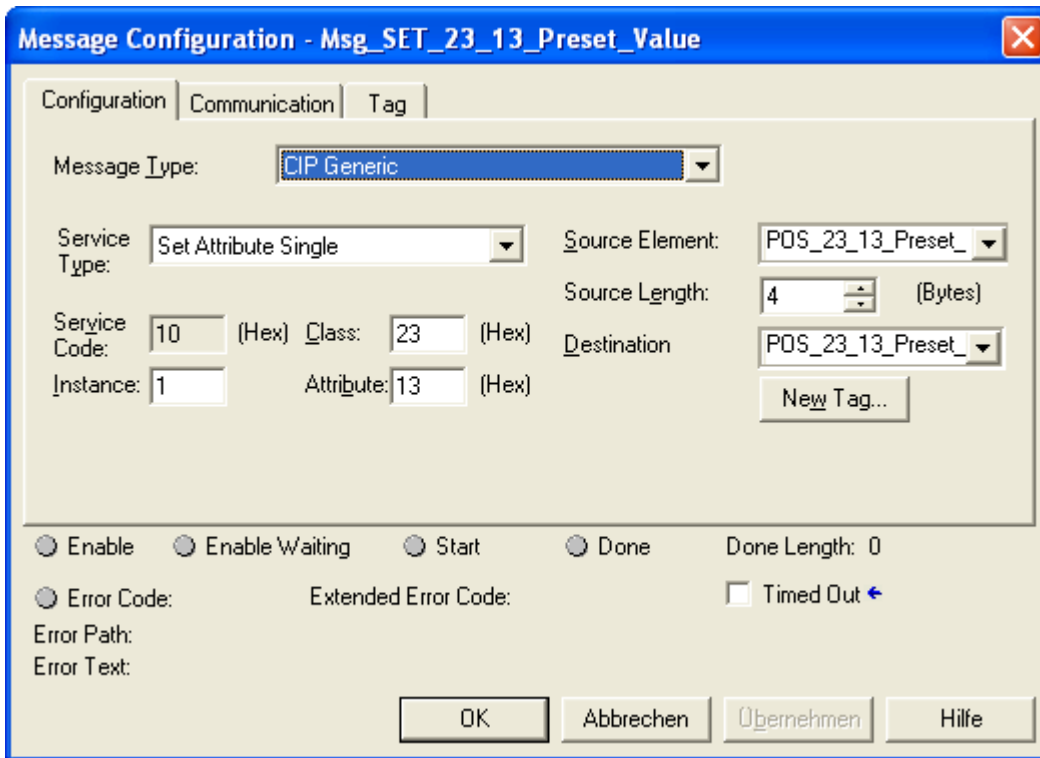 Message Configuration - Msg_SET_23_13_Preset_Value
Configuration Communication Tag
Message Type: CIP Generic
Service Type: Set Attribute Single
Source Element: POS_23_13_Preset_
Source Length: 4 (Bytes)
Service Code: 10 (Hex) Class: 23 (Hex)
Destination POS_23_13_Preset_
Instance: 1 Attribute: 13 (Hex)
New Tag...
Enable Enable Waiting Start Done Done Length: 0
Error Code: Extended Error Code: Timed Out
Error Path:
Error Text:
OK Abbrechen Übernehmen Hilfe